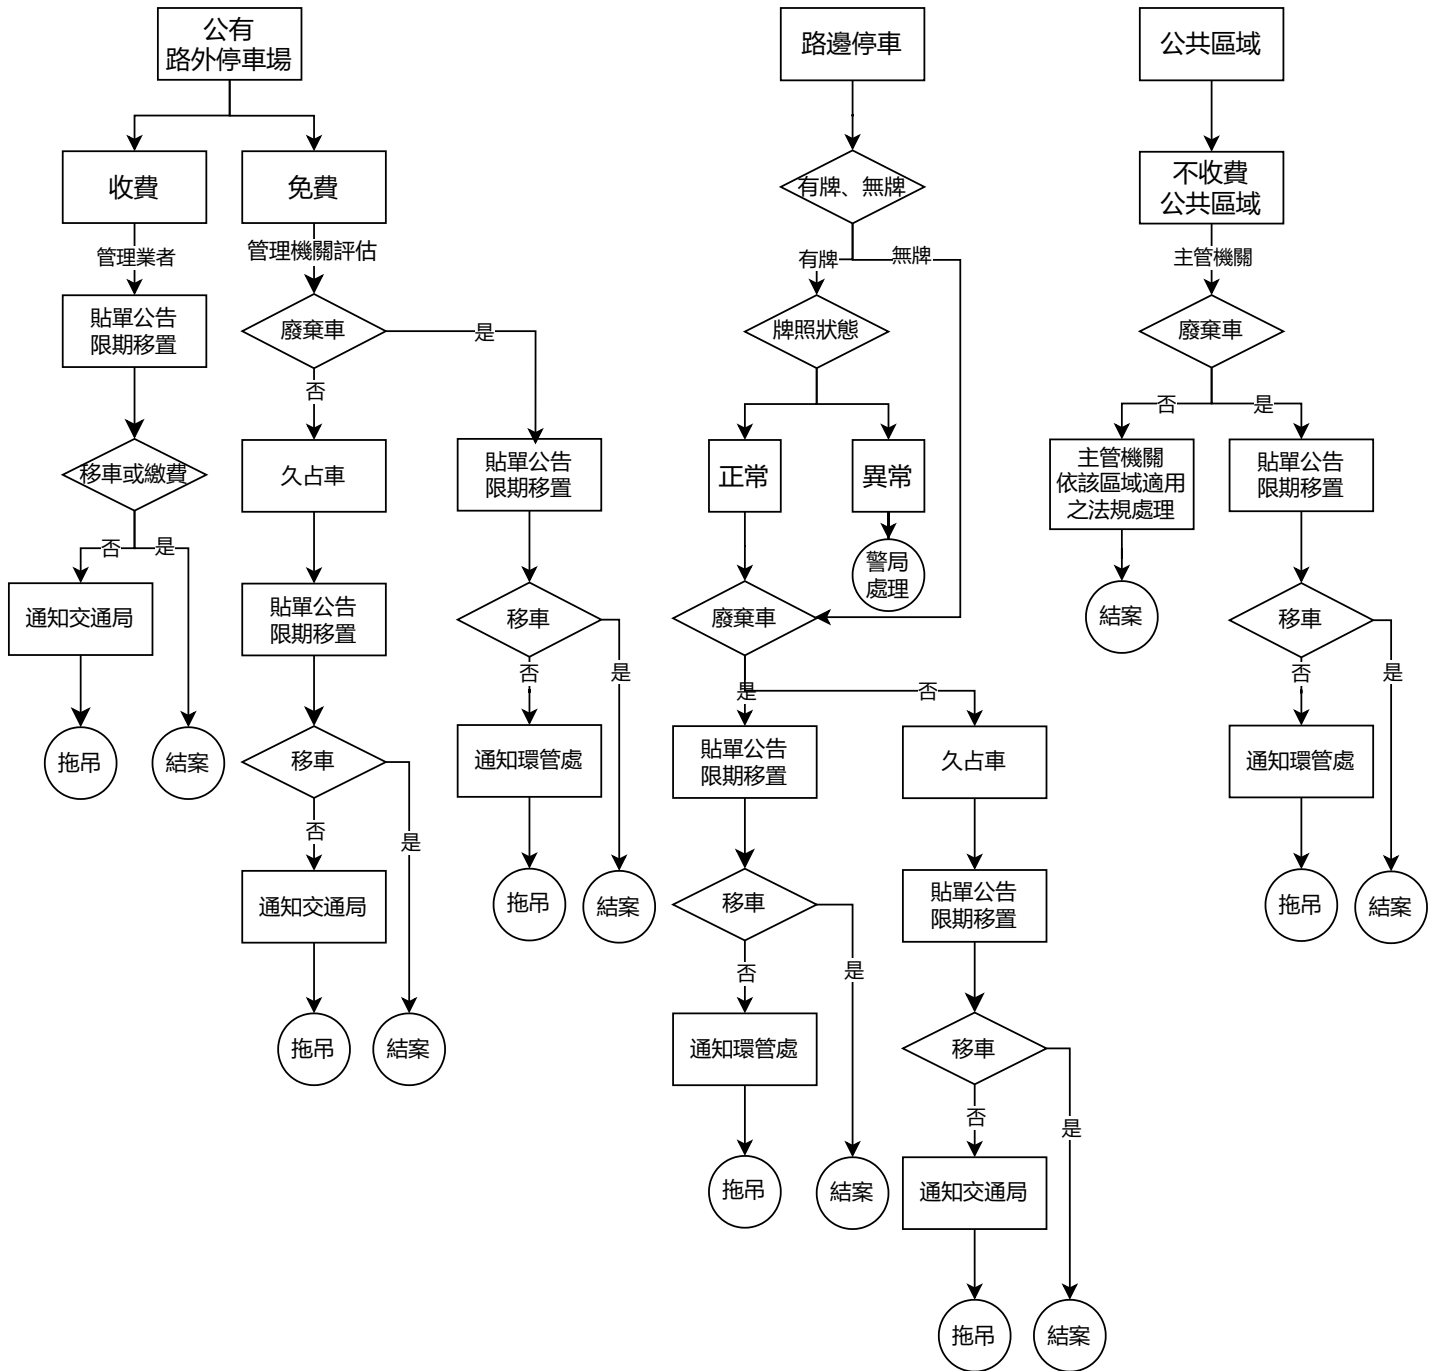 公有
路外停車場
收費
免費
管理業者
管理機關評估
貼單公告
限期移置
廢棄車
是
否
移車或繳費
久占車
貼單公告
限期移置
否
是
通知交通局
貼單公告
限期移置
移車
否
是
拖吊
結案
移車
通知環管處
否
是
通知交通局
拖吊
結案
拖吊
結案
路邊停車
有牌、無牌
有牌
無牌
牌照狀態
正常
異常
警局
處理
廢棄車
是
否
貼單公告
限期移置
久占車
移車
貼單公告
限期移置
否
是
通知環管處
移車
否
是
拖吊
結案
通知交通局
拖吊
結案
公共區域
不收費
公共區域
主管機關
廢棄車
否
是
主管機關
依該區域適用
之法規處理
貼單公告
限期移置
結案
移車
否
是
通知環管處
拖吊
結案